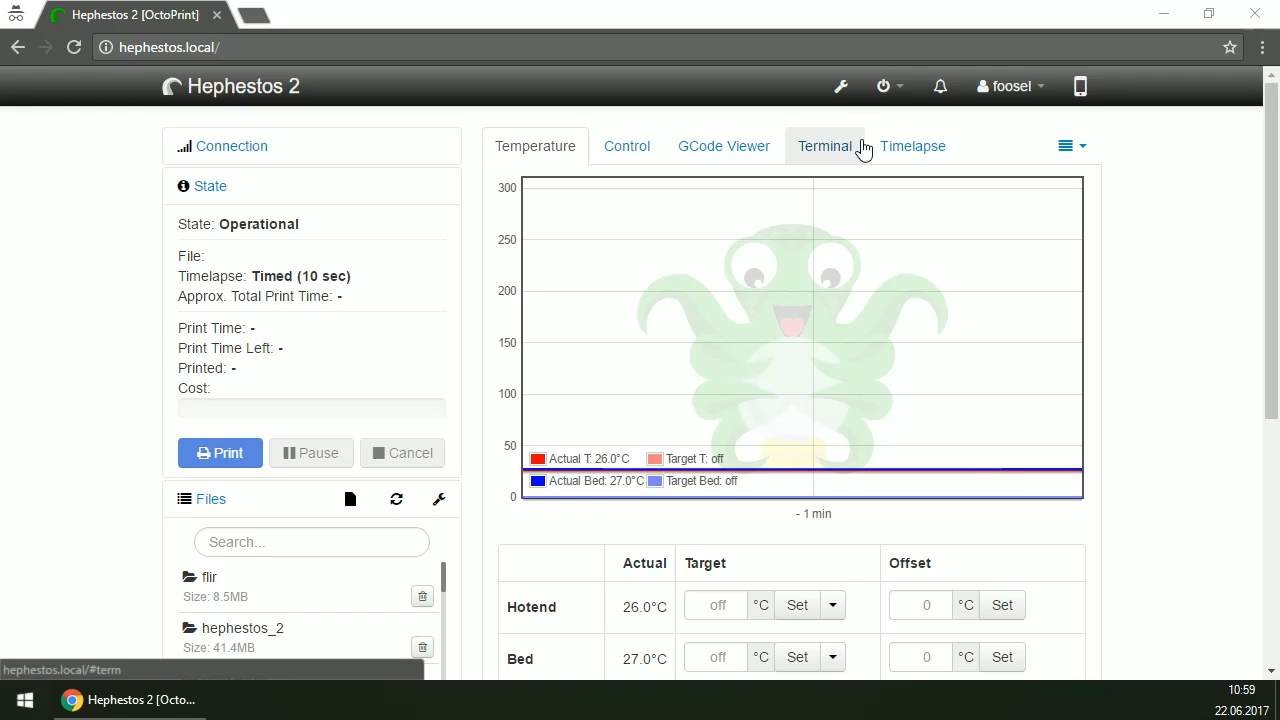 Hephestos 2 [OctoPrint]
hephestos.local/
Hephestos 2
foosel
Connection
State
State: Operational
File:
Timelapse: Timed (10 sec)
Approx. Total Print Time: -
Print Time: -
Print Time Left: -
Printed: -
Cost:
Print
Pause
Cancel
Files
Search...
flir
Size: 8.5MB
hephestos_2
Size: 41.4MB
Temperature
Control
GCode Viewer
Terminal
Timelapse
300
250
200
150
100
50
0
Actual T: 26.0°C
Target T: off
Actual Bed: 27.0°C
Target Bed: off
- 1 min
Actual
Target
Offset
Hotend
26.0°C
off
°C
Set
0
°C
Set
Bed
27.0°C
off
°C
Set
0
°C
Set
hephestos.local/#term
Hephestos 2 [Octo...
10:59
22.06.2017